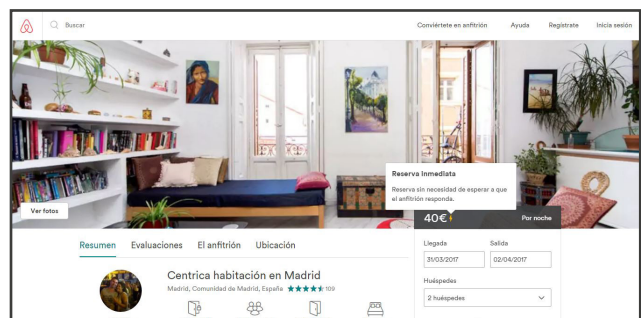 Buscar
Conviértete en anfitrión
Ayuda
Regístrate
Inicia sesión
Reserva Inmediata
Reserva sin necesidad de esperar a que
el anfitrión responda.
Ver fotos
40€
Por noche
Resumen
Evaluaciones
El anfitrión
Ubicación
Llegada
Salida
31/03/2017
02/04/2017
Centrica habitación en Madrid
Madrid, Comunidad de Madrid, España
109
Huéspedes
2 huéspedes